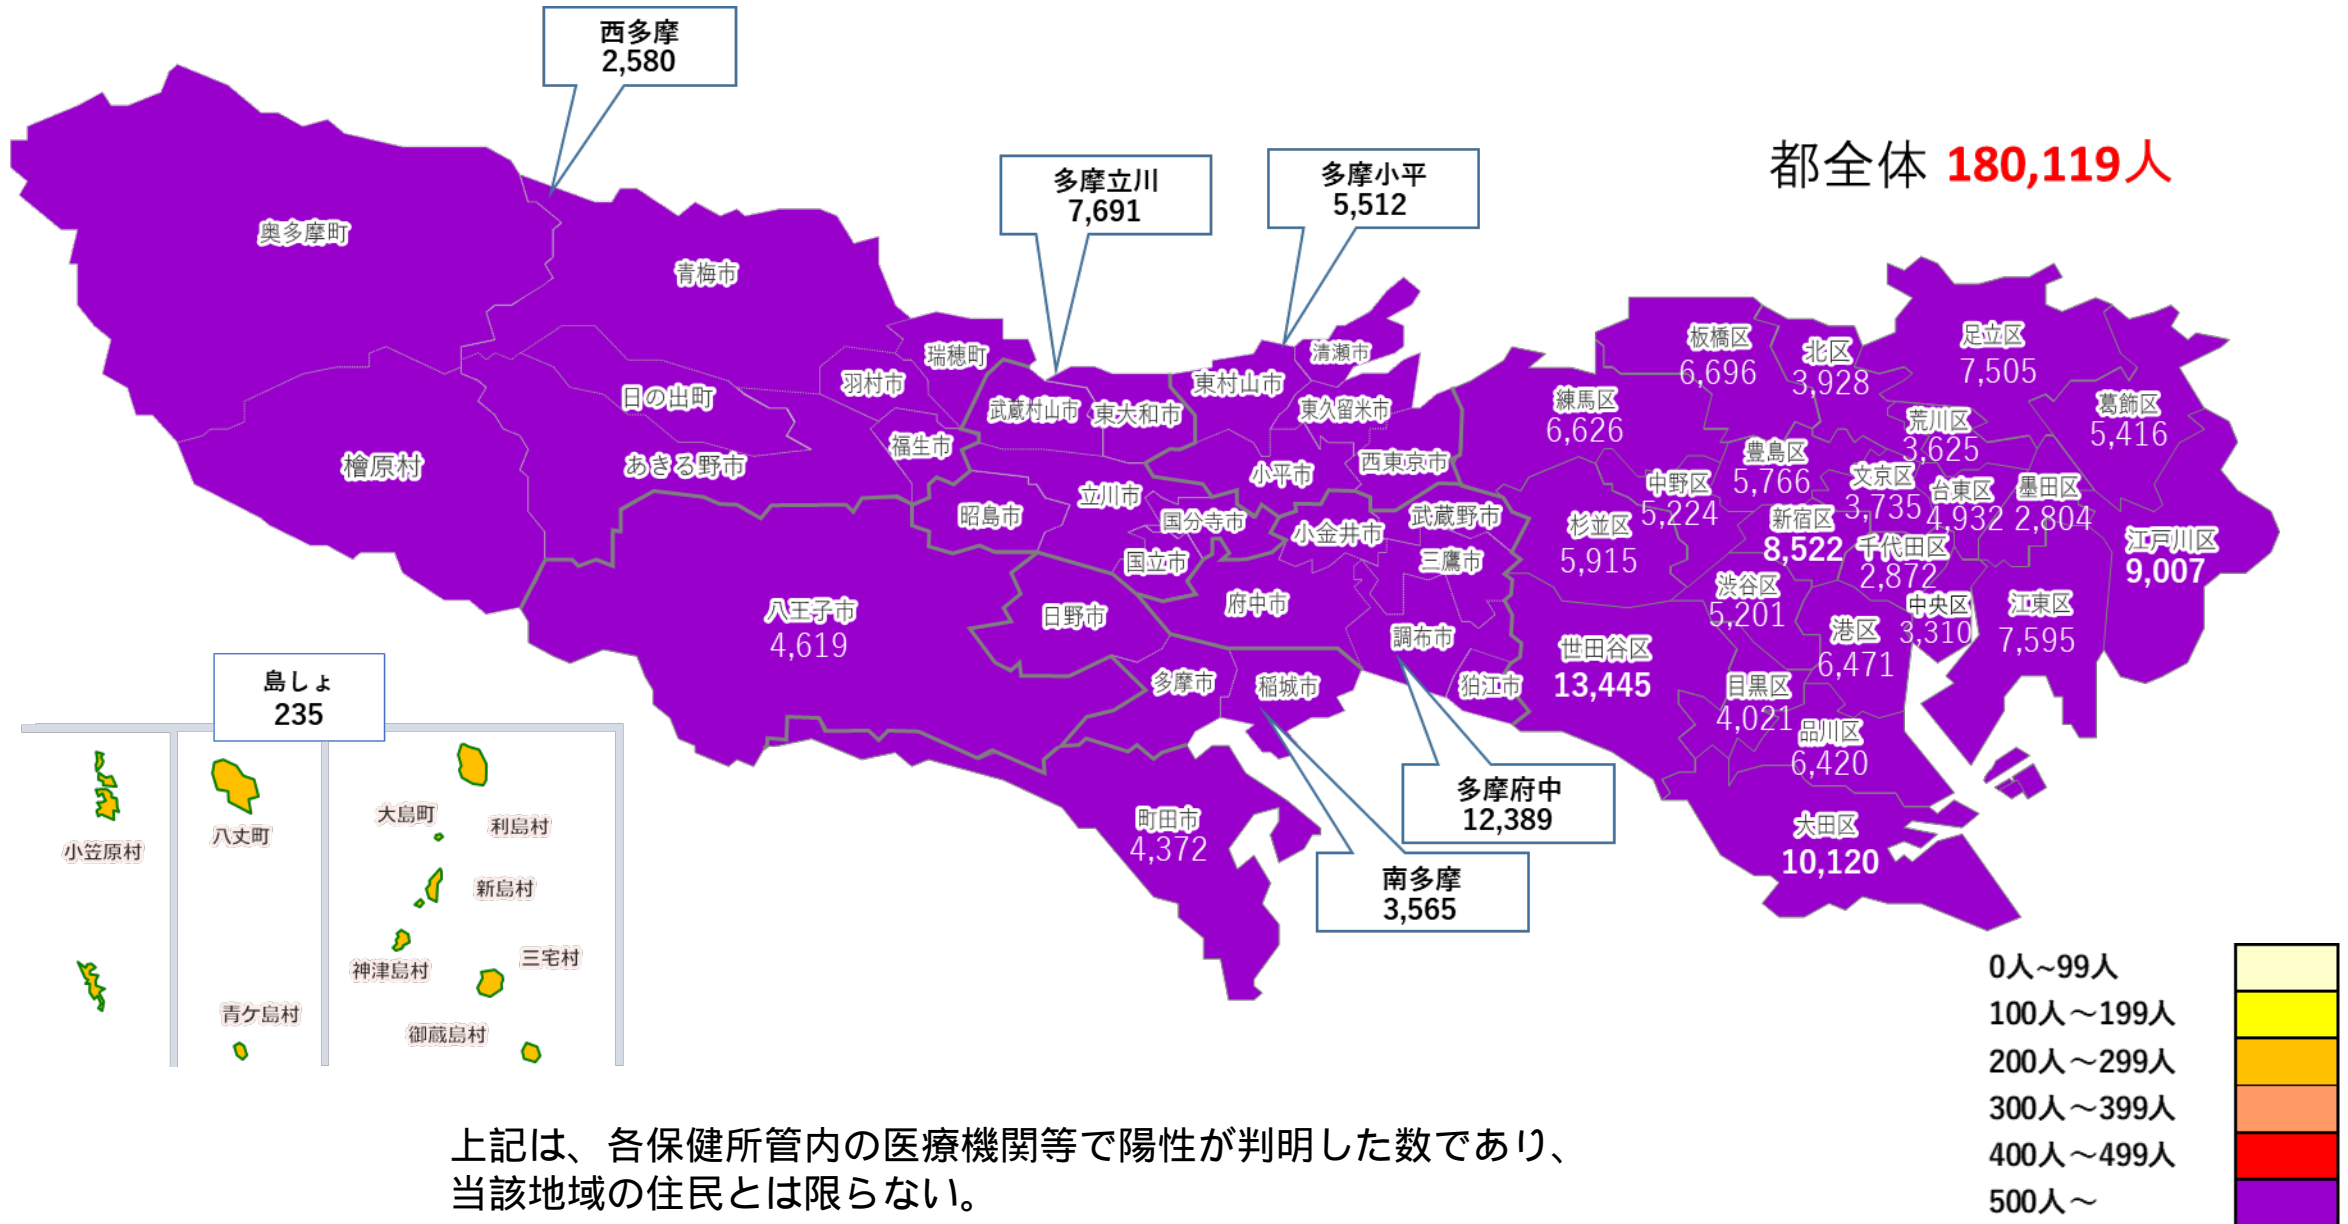 西多摩
2,580
多摩立川
7,691
多摩小平
5,512
都全体 180,119人
奥多摩町
青梅市
瑞穂町
羽村市
日の出町
福生市
あきる野市
檜原村
武蔵村山市
東大和市
東村山市
清瀬市
東久留米市
小平市
西東京市
立川市
昭島市
国分寺市
小金井市
武蔵野市
三鷹市
国立市
府中市
日野市
調布市
狛江市
多摩市
稲城市
八王子市
4,619
町田市
4,372
多摩府中
12,389
南多摩
3,565
板橋区
6,696
北区
3,928
足立区
7,505
葛飾区
5,416
練馬区
6,626
荒川区
3,625
豊島区
5,766
文京区
3,735
台東区
4,932
墨田区
2,804
中野区
5,224
杉並区
5,915
新宿区
8,522
千代田区
2,872
江戸川区
9,007
渋谷区
5,201
中央区
3,310
江東区
7,595
港区
6,471
世田谷区
13,445
目黒区
4,021
品川区
6,420
大田区
10,120
島しょ
235
小笠原村
八丈町
青ケ島村
大島町
利島村
新島村
神津島村
三宅村
御蔵島村
0人~99人
100人～199人
200人～299人
300人～399人
400人～499人
500人～
上記は、各保健所管内の医療機関等で陽性が判明した数であり、
当該地域の住民とは限らない。